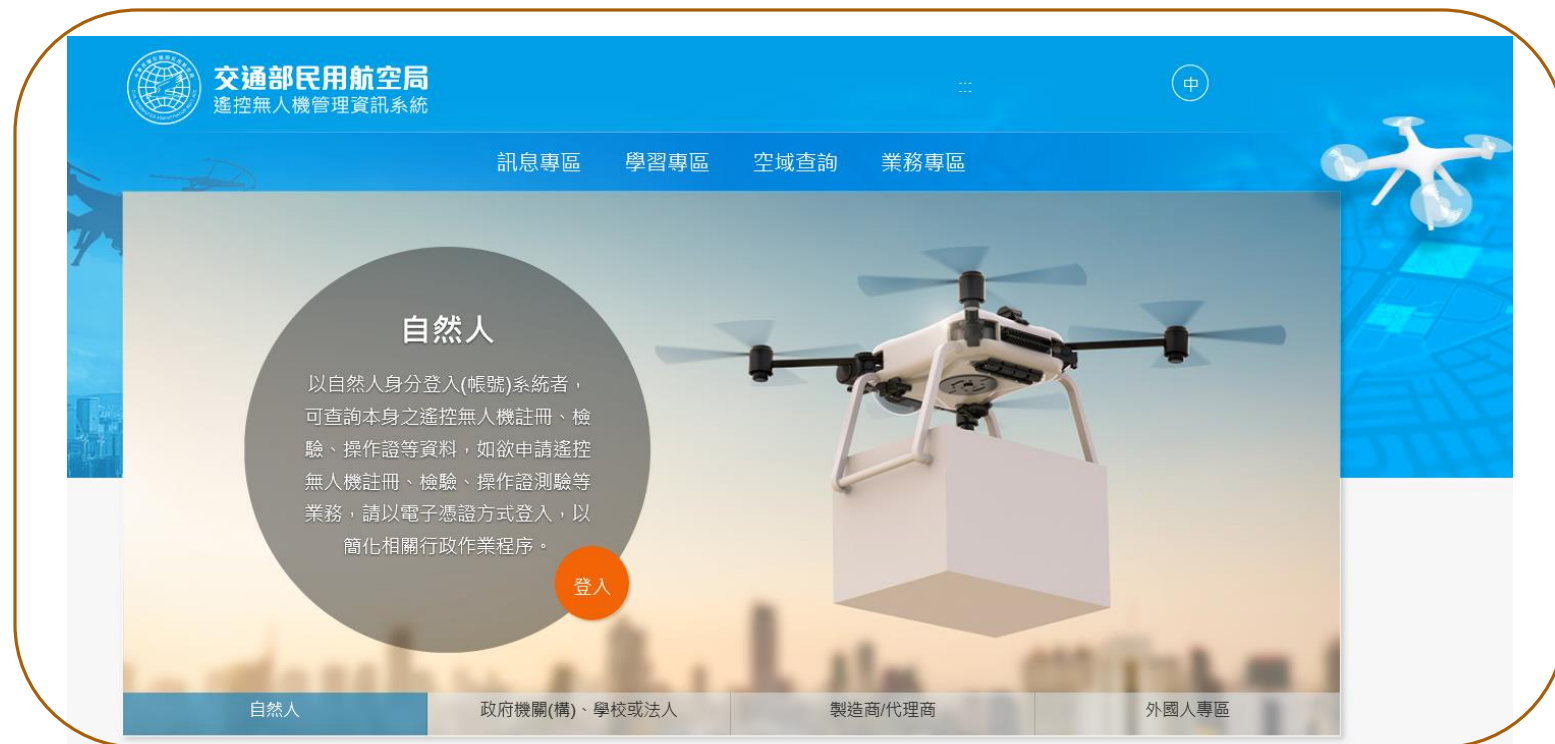 交通部民用航空局
遙控無人機管理資訊系統
:::
中
訊息專區 學習專區 空域查詢 業務專區
自然人
以自然人身分登入(帳號)系統者，
可查詢本身之遙控無人機註冊、檢
驗、操作證等資料，如欲申請遙控
無人機註冊、檢驗、操作證測驗等
業務，請以電子憑證方式登入，以
簡化相關行政作業程序。
登入
自然人 政府機關(構)、學校或法人 製造商/代理商 外國人專區